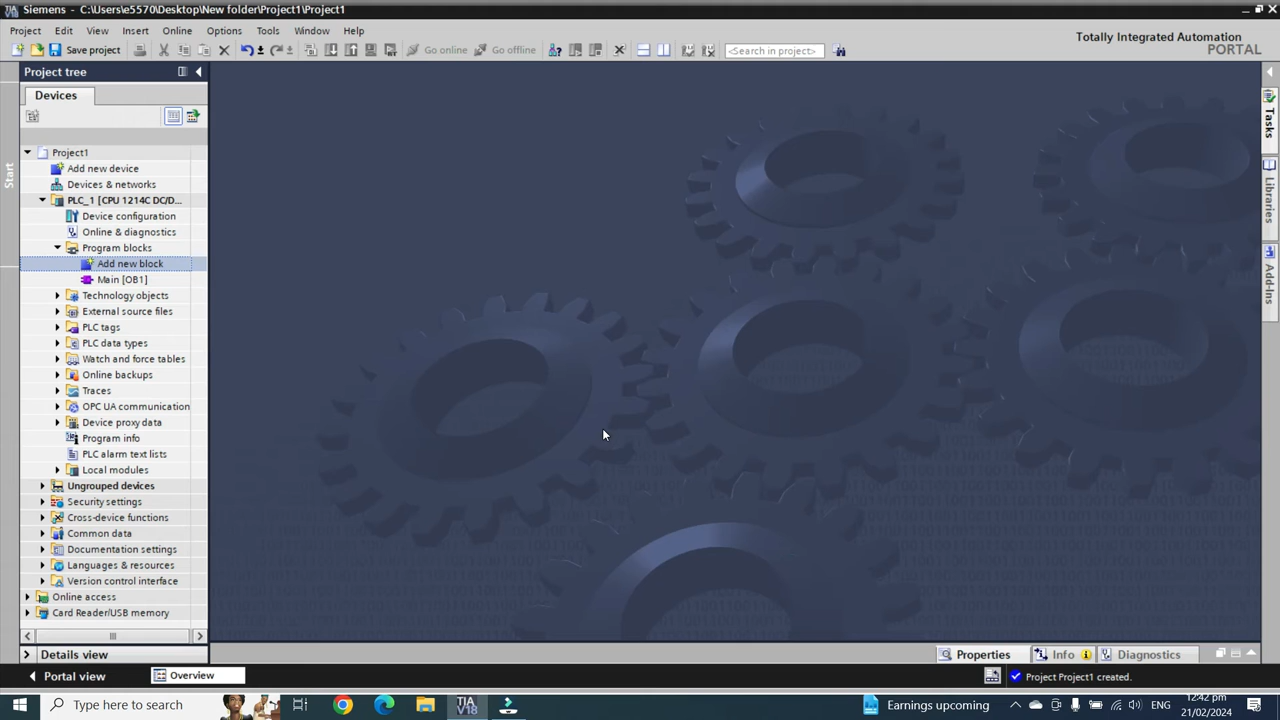 Siemens - C:\Users\e5570\Desktop\New folder\Project1\Project1
Project Edit View Insert Online Options Tools Window Help
Totally Integrated Automation
PORTAL
Save project
Go online
Go offline
<Search in project>
Project tree
Devices
Start
Project1
Add new device
Devices & networks
PLC_1 [CPU 1214C DC/D...
Device configuration
Online & diagnostics
Program blocks
Add new block
Main [OB1]
Technology objects
External source files
PLC tags
PLC data types
Watch and force tables
Online backups
Traces
OPC UA communication
Device proxy data
Program info
PLC alarm text lists
Local modules
Ungrouped devices
Security settings
Cross-device functions
Common data
Documentation settings
Languages & resources
Version control interface
Online access
Card Reader/USB memory
Details view
Tasks
Libraries
Add-Ins
Properties
Info
Diagnostics
Portal view
Overview
Project Project1 created.
Type here to search
TIA
V18
Earnings upcoming
ENG
12:42 pm
21/02/2024